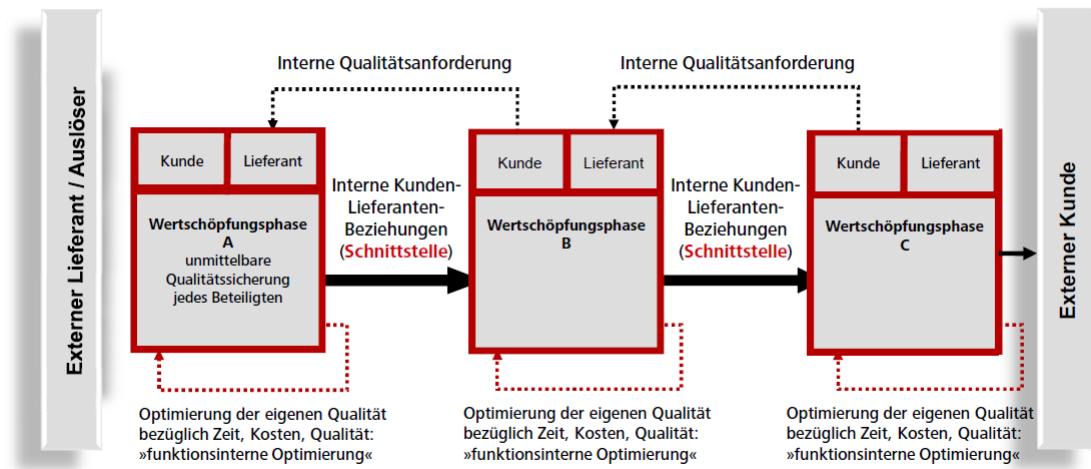 Externer Lieferant / Auslöser
Interne Qualitätsanforderung
Interne Qualitätsanforderung
Kunde
Lieferant
Wertschöpfungsphase
A
unmittelbare
Qualitätssicherung
jedes Beteiligten
Interne Kunden-
Lieferanten-
Beziehungen
(Schnittstelle)
Kunde
Lieferant
Wertschöpfungsphase
B
Interne Kunden-
Lieferanten-
Beziehungen
(Schnittstelle)
Kunde
Lieferant
Wertschöpfungsphase
C
Externer Kunde
Optimierung der eigenen Qualität
bezüglich Zeit, Kosten, Qualität:
»funktionsinterne Optimierung«
Optimierung der eigenen Qualität
bezüglich Zeit, Kosten, Qualität:
»funktionsinterne Optimierung«
Optimierung der eigenen Qualität
bezüglich Zeit, Kosten, Qualität:
»funktionsinterne Optimierung«